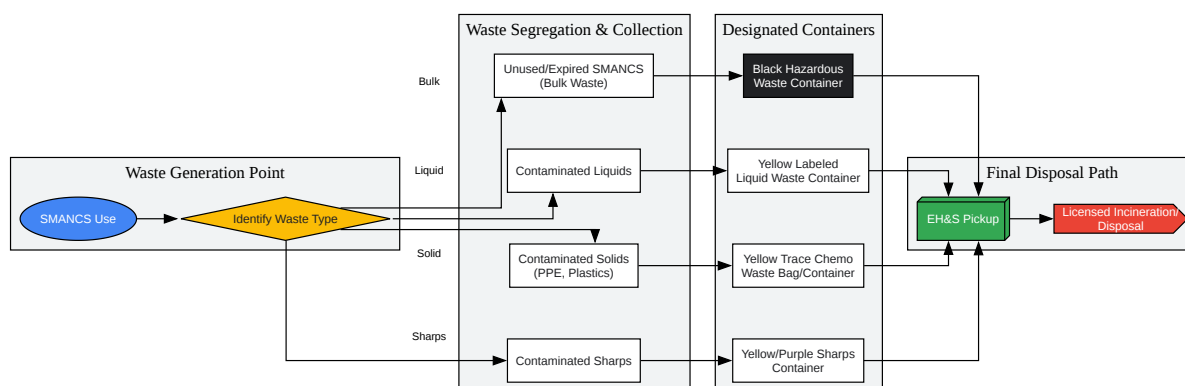 Waste Segregation & Collection
Designated Containers
Bulk
Unused/Expired SMANCS
(Bulk Waste)
Black Hazardous
Waste Container
Waste Generation Point
Liquid
Contaminated Liquids
Yellow Labeled
Liquid Waste Container
Final Disposal Path
SMANCS Use
Identify Waste Type
EH&S Pickup
Licensed Incineration/
Disposal
Solid
Contaminated Solids
(PPE, Plastics)
Yellow Trace Chemo
Waste Bag/Container
Sharps
Contaminated Sharps
Yellow/Purple Sharps
Container